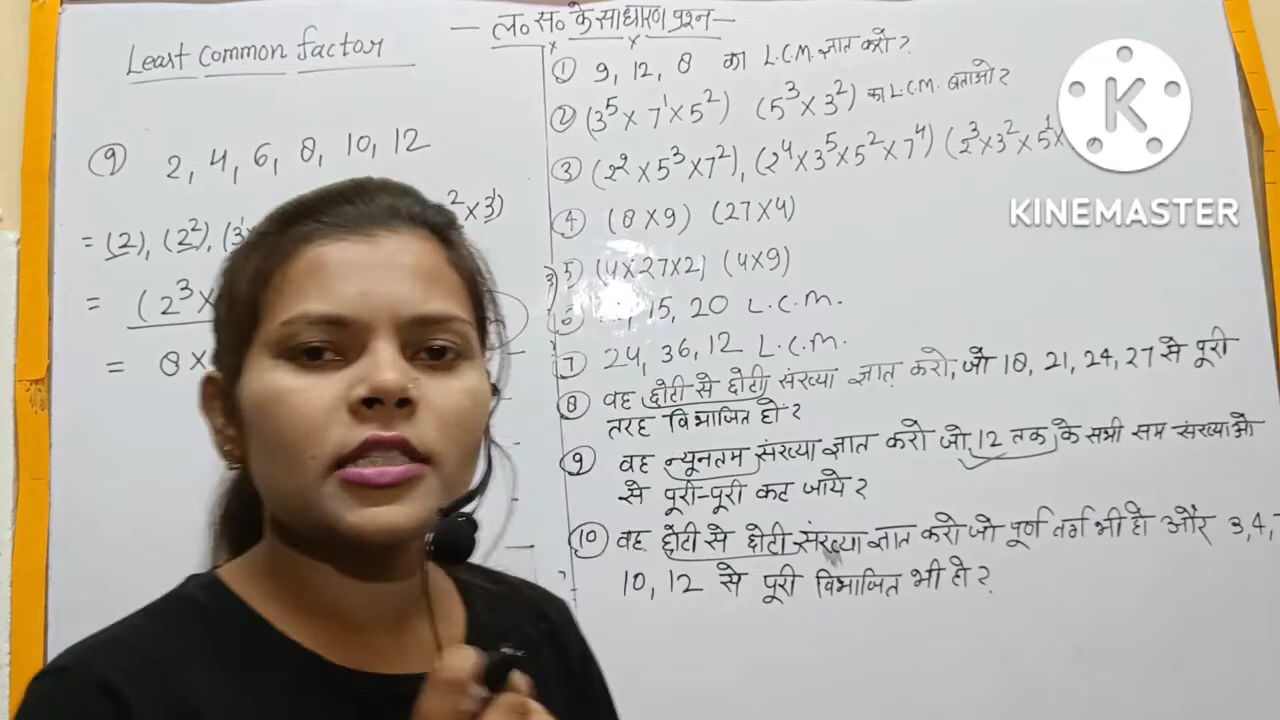 — ल॰स॰ के साधारण प्रश्न —
Least common factor
(9) 2, 4, 6, 8, 10, 12
= (2), (2²), (3¹ ² × 3¹)
= (2³ ×
= 8 ×
① 9, 12, 8 का L.C.M. ज्ञात करो?
② (3⁵ × 7¹ × 5²) (5³ × 3²) का L.C.M. बताओ?
③ (2² × 5³ × 7²), (2⁴ × 3⁵ × 5² × 7⁴) (2³ × 3² × 5¹ ×
④ (8 × 9) (27 × 4)
⑤ (4 × 27 × 2) (4 × 9)
⑥ 15, 20 L.C.M.
⑦ 24, 36, 12 L.C.M.
⑧ वह छोटी से छोटी संख्या ज्ञात करो, जो 18, 21, 24, 27 से पूरी
तरह विभाजित हो?
⑨ वह न्यूनतम संख्या ज्ञात करो जो 12 तक के सभी सम संख्याओ
से पूरी-पूरी कट जाये?
⑩ वह छोटी से छोटी संख्या ज्ञात करो जो पूर्ण वर्ग भी हो और 3, 4,
10, 12 से पूरी विभाजित भी हो?
K
KINEMASTER